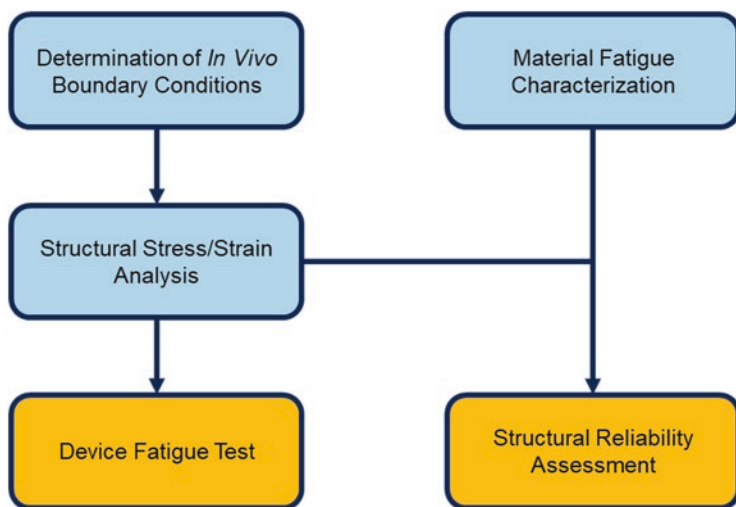 Determination of In Vivo
Boundary Conditions
Material Fatigue
Characterization
Structural Stress/Strain
Analysis
Device Fatigue Test
Structural Reliability
Assessment